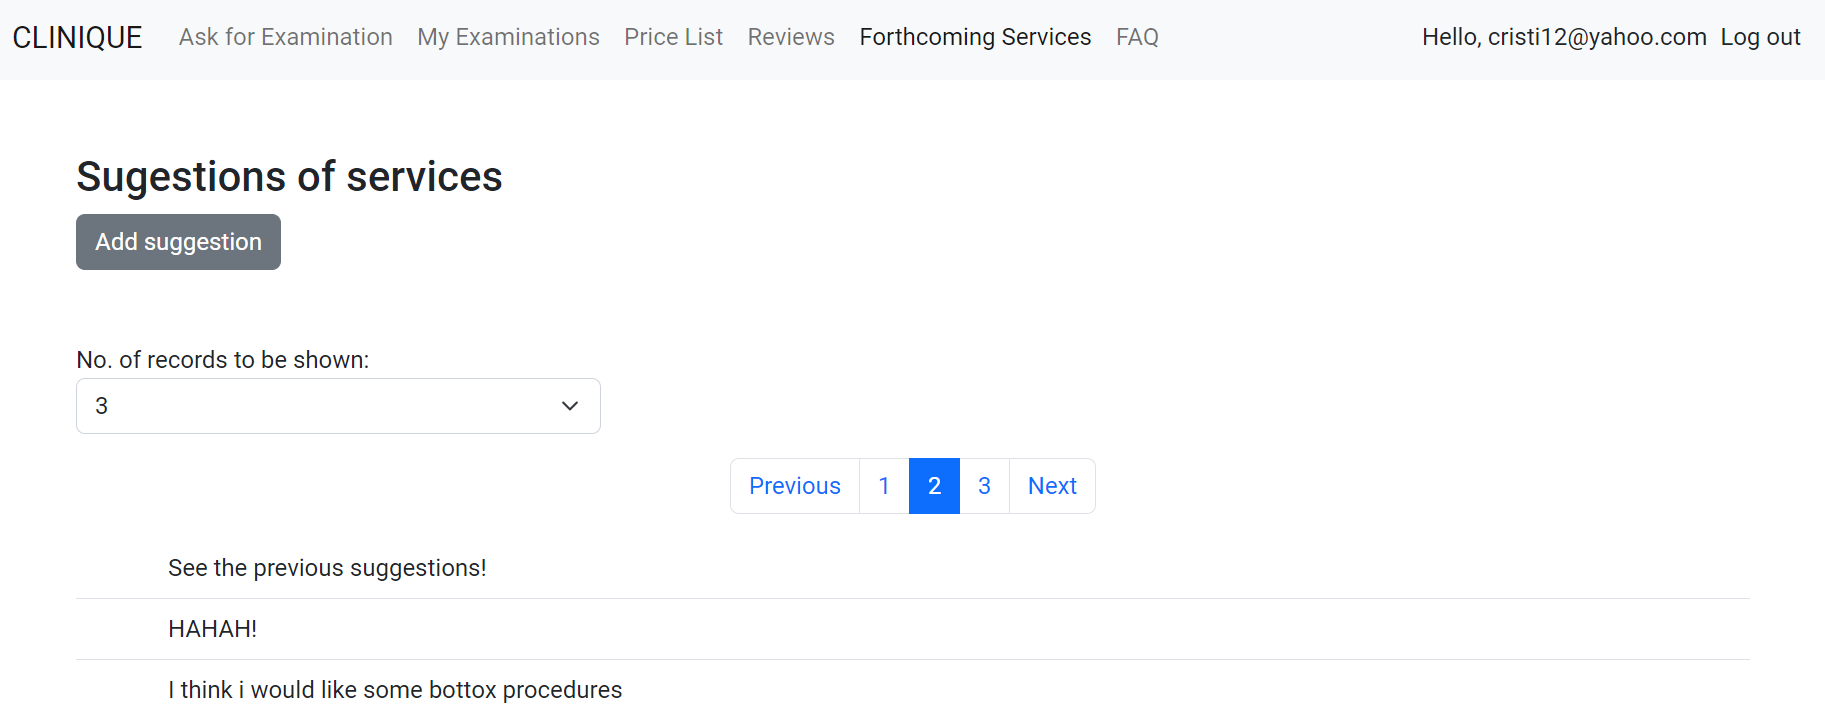 CLINIQUE Ask for Examination My Examinations Price List Reviews Forthcoming Services FAQ Hello, cristi12@yahoo.com Log out
Sugestions of services
Add suggestion
No. of records to be shown:
3
Previous 1 2 3 Next
See the previous suggestions!
HAHAH!
I think i would like some bottox procedures